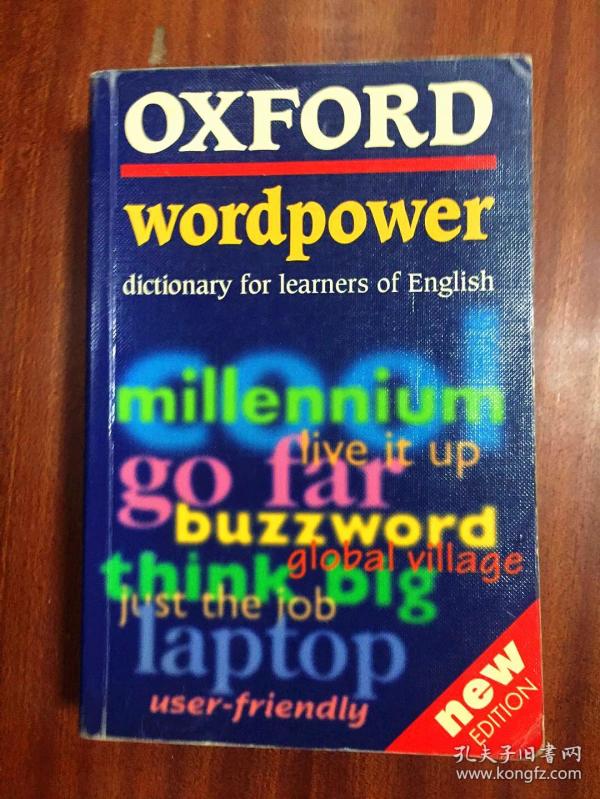 OXFORD
wordpower
dictionary for learners of English
cool
millennium
live it up
go far
buzzword
global village
think big
just the job
laptop
user-friendly
new
EDITION
孔夫子旧书网
www.kongfz.com